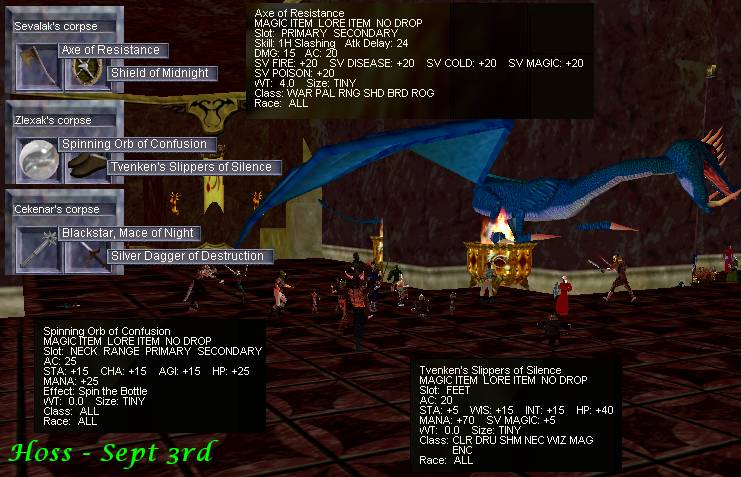 Sevalak's corpse
Axe of Resistance
Shield of Midnight
Zlexak's corpse
Spinning Orb of Confusion
Tvenken's Slippers of Silence
Cekenar's corpse
Blackstar, Mace of Night
Silver Dagger of Destruction
Axe of Resistance
MAGIC ITEM LORE ITEM NO DROP
Slot: PRIMARY SECONDARY
Skill: 1H Slashing Atk Delay: 24
DMG: 15 AC: 20
SV FIRE: +20 SV DISEASE: +20 SV COLD: +20 SV MAGIC: +20
SV POISON: +20
WT: 4.0 Size: TINY
Class: WAR PAL RNG SHD BRD ROG
Race: ALL
Spinning Orb of Confusion
MAGIC ITEM LORE ITEM NO DROP
Slot: NECK RANGE PRIMARY SECONDARY
AC: 25
STA: +15 CHA: +15 AGI: +15 HP: +25
MANA: +25
Effect: Spin the Bottle
WT: 0.0 Size: TINY
Class: ALL
Race: ALL
Tvenken's Slippers of Silence
MAGIC ITEM LORE ITEM NO DROP
Slot: FEET
AC: 20
STA: +5 WIS: +15 INT: +15 HP: +40
MANA: +70 SV MAGIC: +5
WT: 0.0 Size: TINY
Class: CLR DRU SHM NEC WIZ MAG
ENC
Race: ALL
Hoss - Sept 3rd